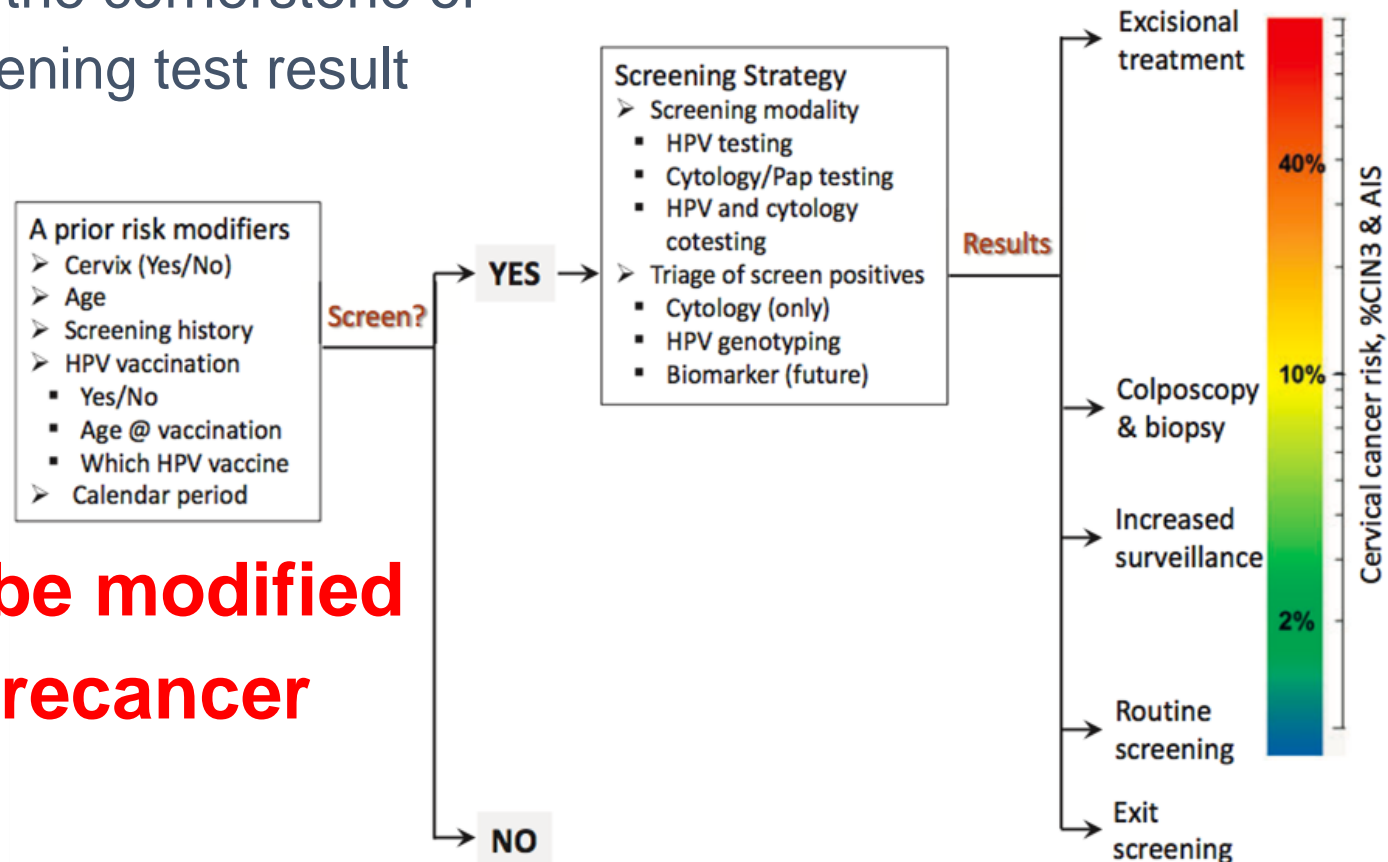 the cornerstone of
ening test result
A prior risk modifiers
➢ Cervix (Yes/No)
➢ Age
➢ Screening history
➢ HPV vaccination
▪ Yes/No
▪ Age @ vaccination
▪ Which HPV vaccine
➢ Calendar period
Screen?
YES
NO
Screening Strategy
➢ Screening modality
▪ HPV testing
▪ Cytology/Pap testing
▪ HPV and cytology
cotesting
➢ Triage of screen positives
▪ Cytology (only)
▪ HPV genotyping
▪ Biomarker (future)
Results
Excisional
treatment
Colposcopy
& biopsy
Increased
surveillance
Routine
screening
Exit
screening
40%
10%
2%
Cervical cancer risk, %CIN3 & AIS
be modified
recancer